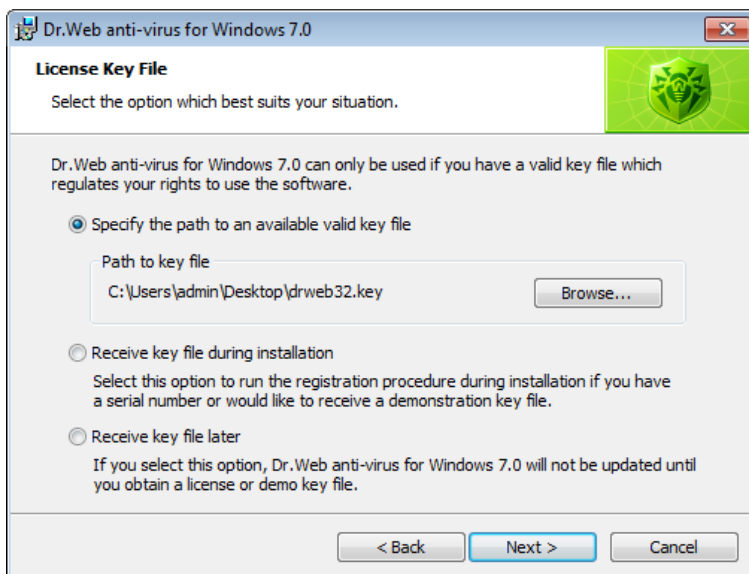 Dr.Web anti-virus for Windows 7.0
License Key File
Select the option which best suits your situation.
Dr.Web anti-virus for Windows 7.0 can only be used if you have a valid key file which
regulates your rights to use the software.
Specify the path to an available valid key file
Path to key file
C:\Users\admin\Desktop\drweb32.key
Browse...
Receive key file during installation
Select this option to run the registration procedure during installation if you have
a serial number or would like to receive a demonstration key file.
Receive key file later
If you select this option, Dr.Web anti-virus for Windows 7.0 will not be updated until
you obtain a license or demo key file.
< Back
Next >
Cancel